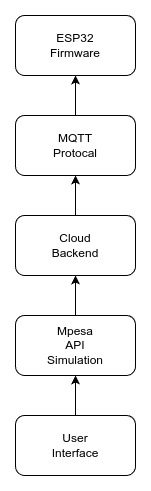 ESP32
Firmware
MQTT
Protocal
Cloud
Backend
Mpesa
API
Simulation
User
Interface